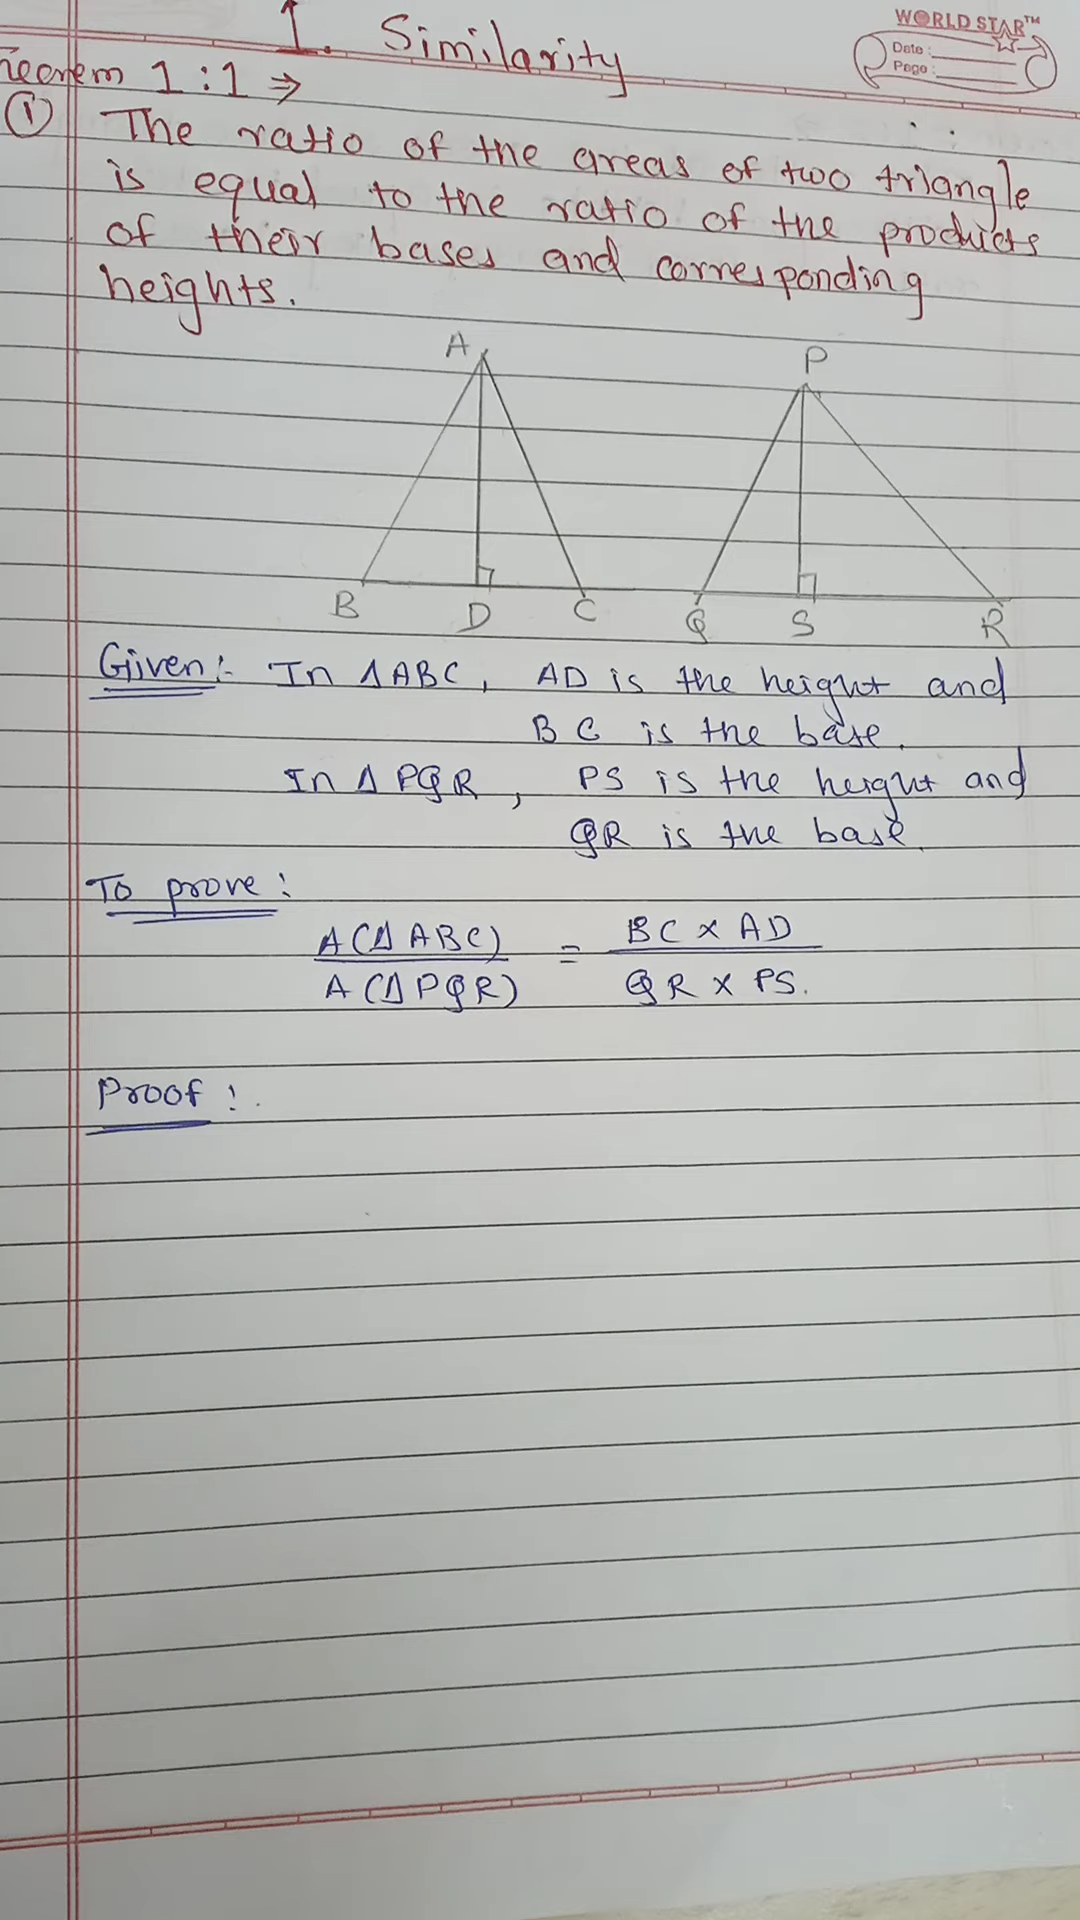 1. Similarity
WORLD STAR™
Date :
Page :
heorem 1:1 ⇒
① The ratio of the areas of two triangle
is equal to the ratio of the products
of their bases and corresponding
heights.
A P
B D C Q S R
Given:- In ΔABC, AD is the height and
BC is the base.
In ΔPQR, PS is the height and
QR is the base.
To prove:
A(ΔABC) = BC × AD
A(ΔPQR) QR × PS.
Proof:.